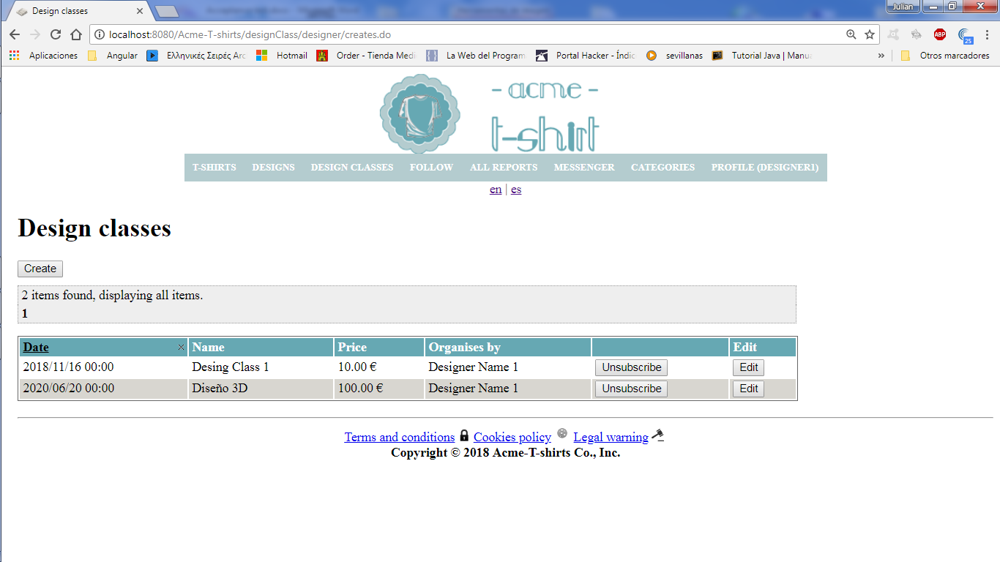 Design classes
Julian
localhost:8080/Acme-T-shirts/designClass/designer/creates.do
ABP
25
Aplicaciones
Angular
Ελληνικές Σειρές Arc
Hotmail
Order - Tienda Medi
La Web del Program
Portal Hacker - Índic
sevillanas
Tutorial Java | Manu
»
Otros marcadores
- acme -
t-shirt
T-SHIRTS DESIGNS DESIGN CLASSES FOLLOW ALL REPORTS MESSENGER CATEGORIES PROFILE (DESIGNER1)
en | es
Design classes
Create
2 items found, displaying all items.
1
Date Name Price Organises by Edit
2018/11/16 00:00 Desing Class 1 10.00 € Designer Name 1 Unsubscribe Edit
2020/06/20 00:00 Diseño 3D 100.00 € Designer Name 1 Unsubscribe Edit
Terms and conditions Cookies policy Legal warning
Copyright © 2018 Acme-T-shirts Co., Inc.